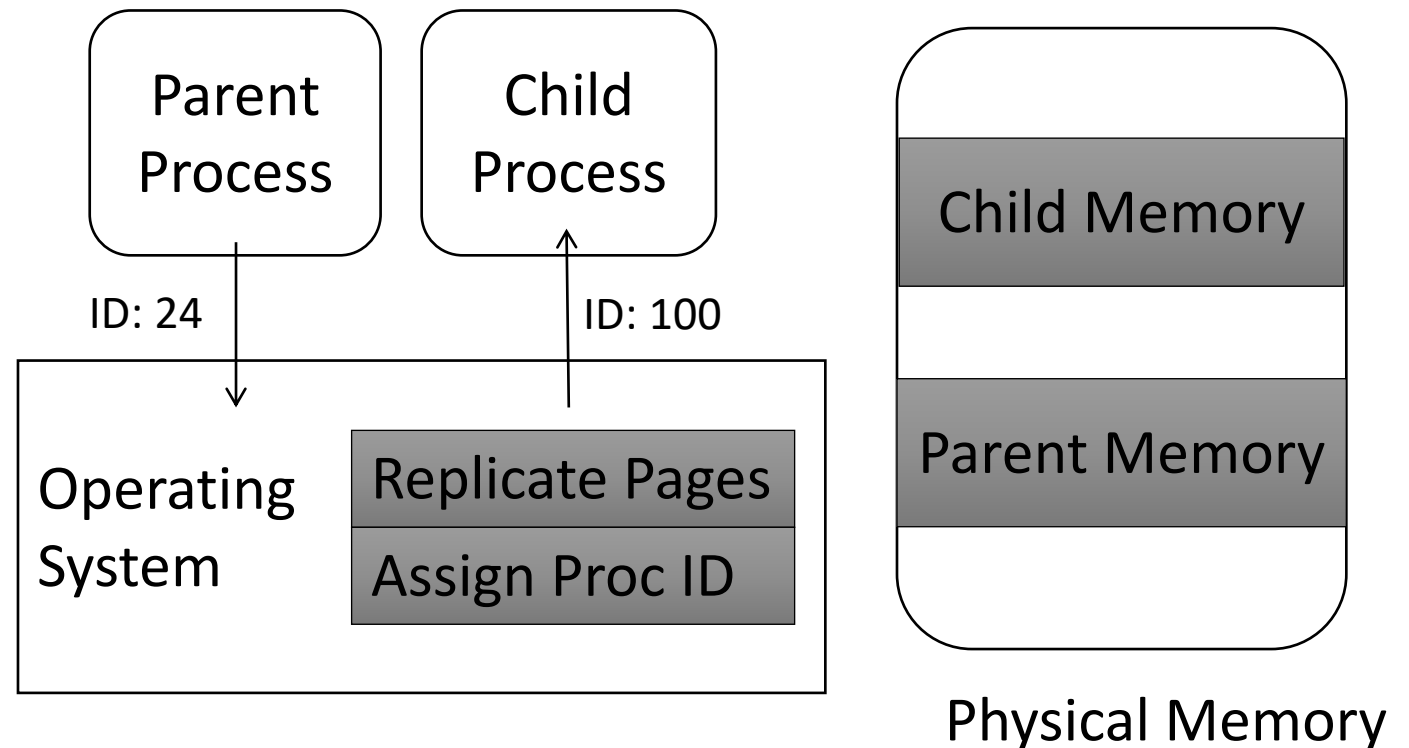 Parent
Process
Child
Process
ID: 24
ID: 100
Operating
System
Replicate Pages
Assign Proc ID
Child Memory
Parent Memory
Physical Memory